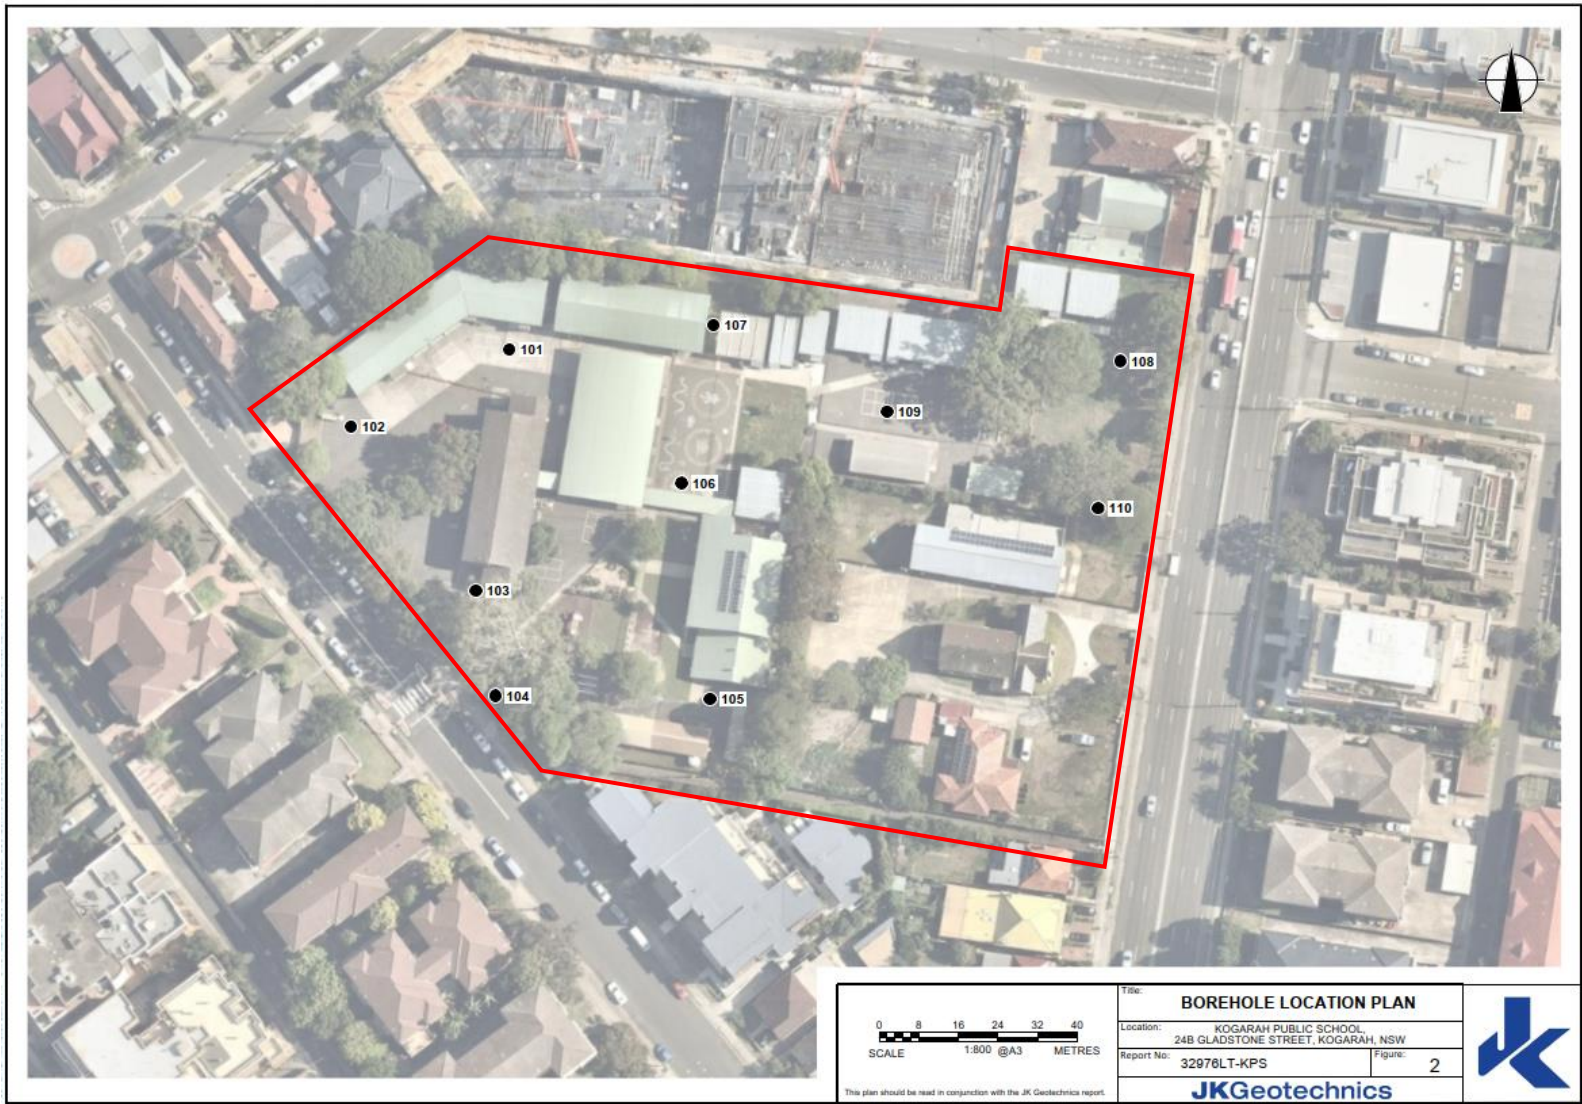 107
101
108
109
102
106
110
103
104
105
0 8 16 24 32 40
SCALE 1:800 @A3 METRES
This plan should be read in conjunction with the JK Geotechnics report.
Title:
BOREHOLE LOCATION PLAN
Location:
KOGARAH PUBLIC SCHOOL,
24B GLADSTONE STREET, KOGARAH, NSW
Report No: 32976LT-KPS
Figure: 2
JKGeotechnics
JK